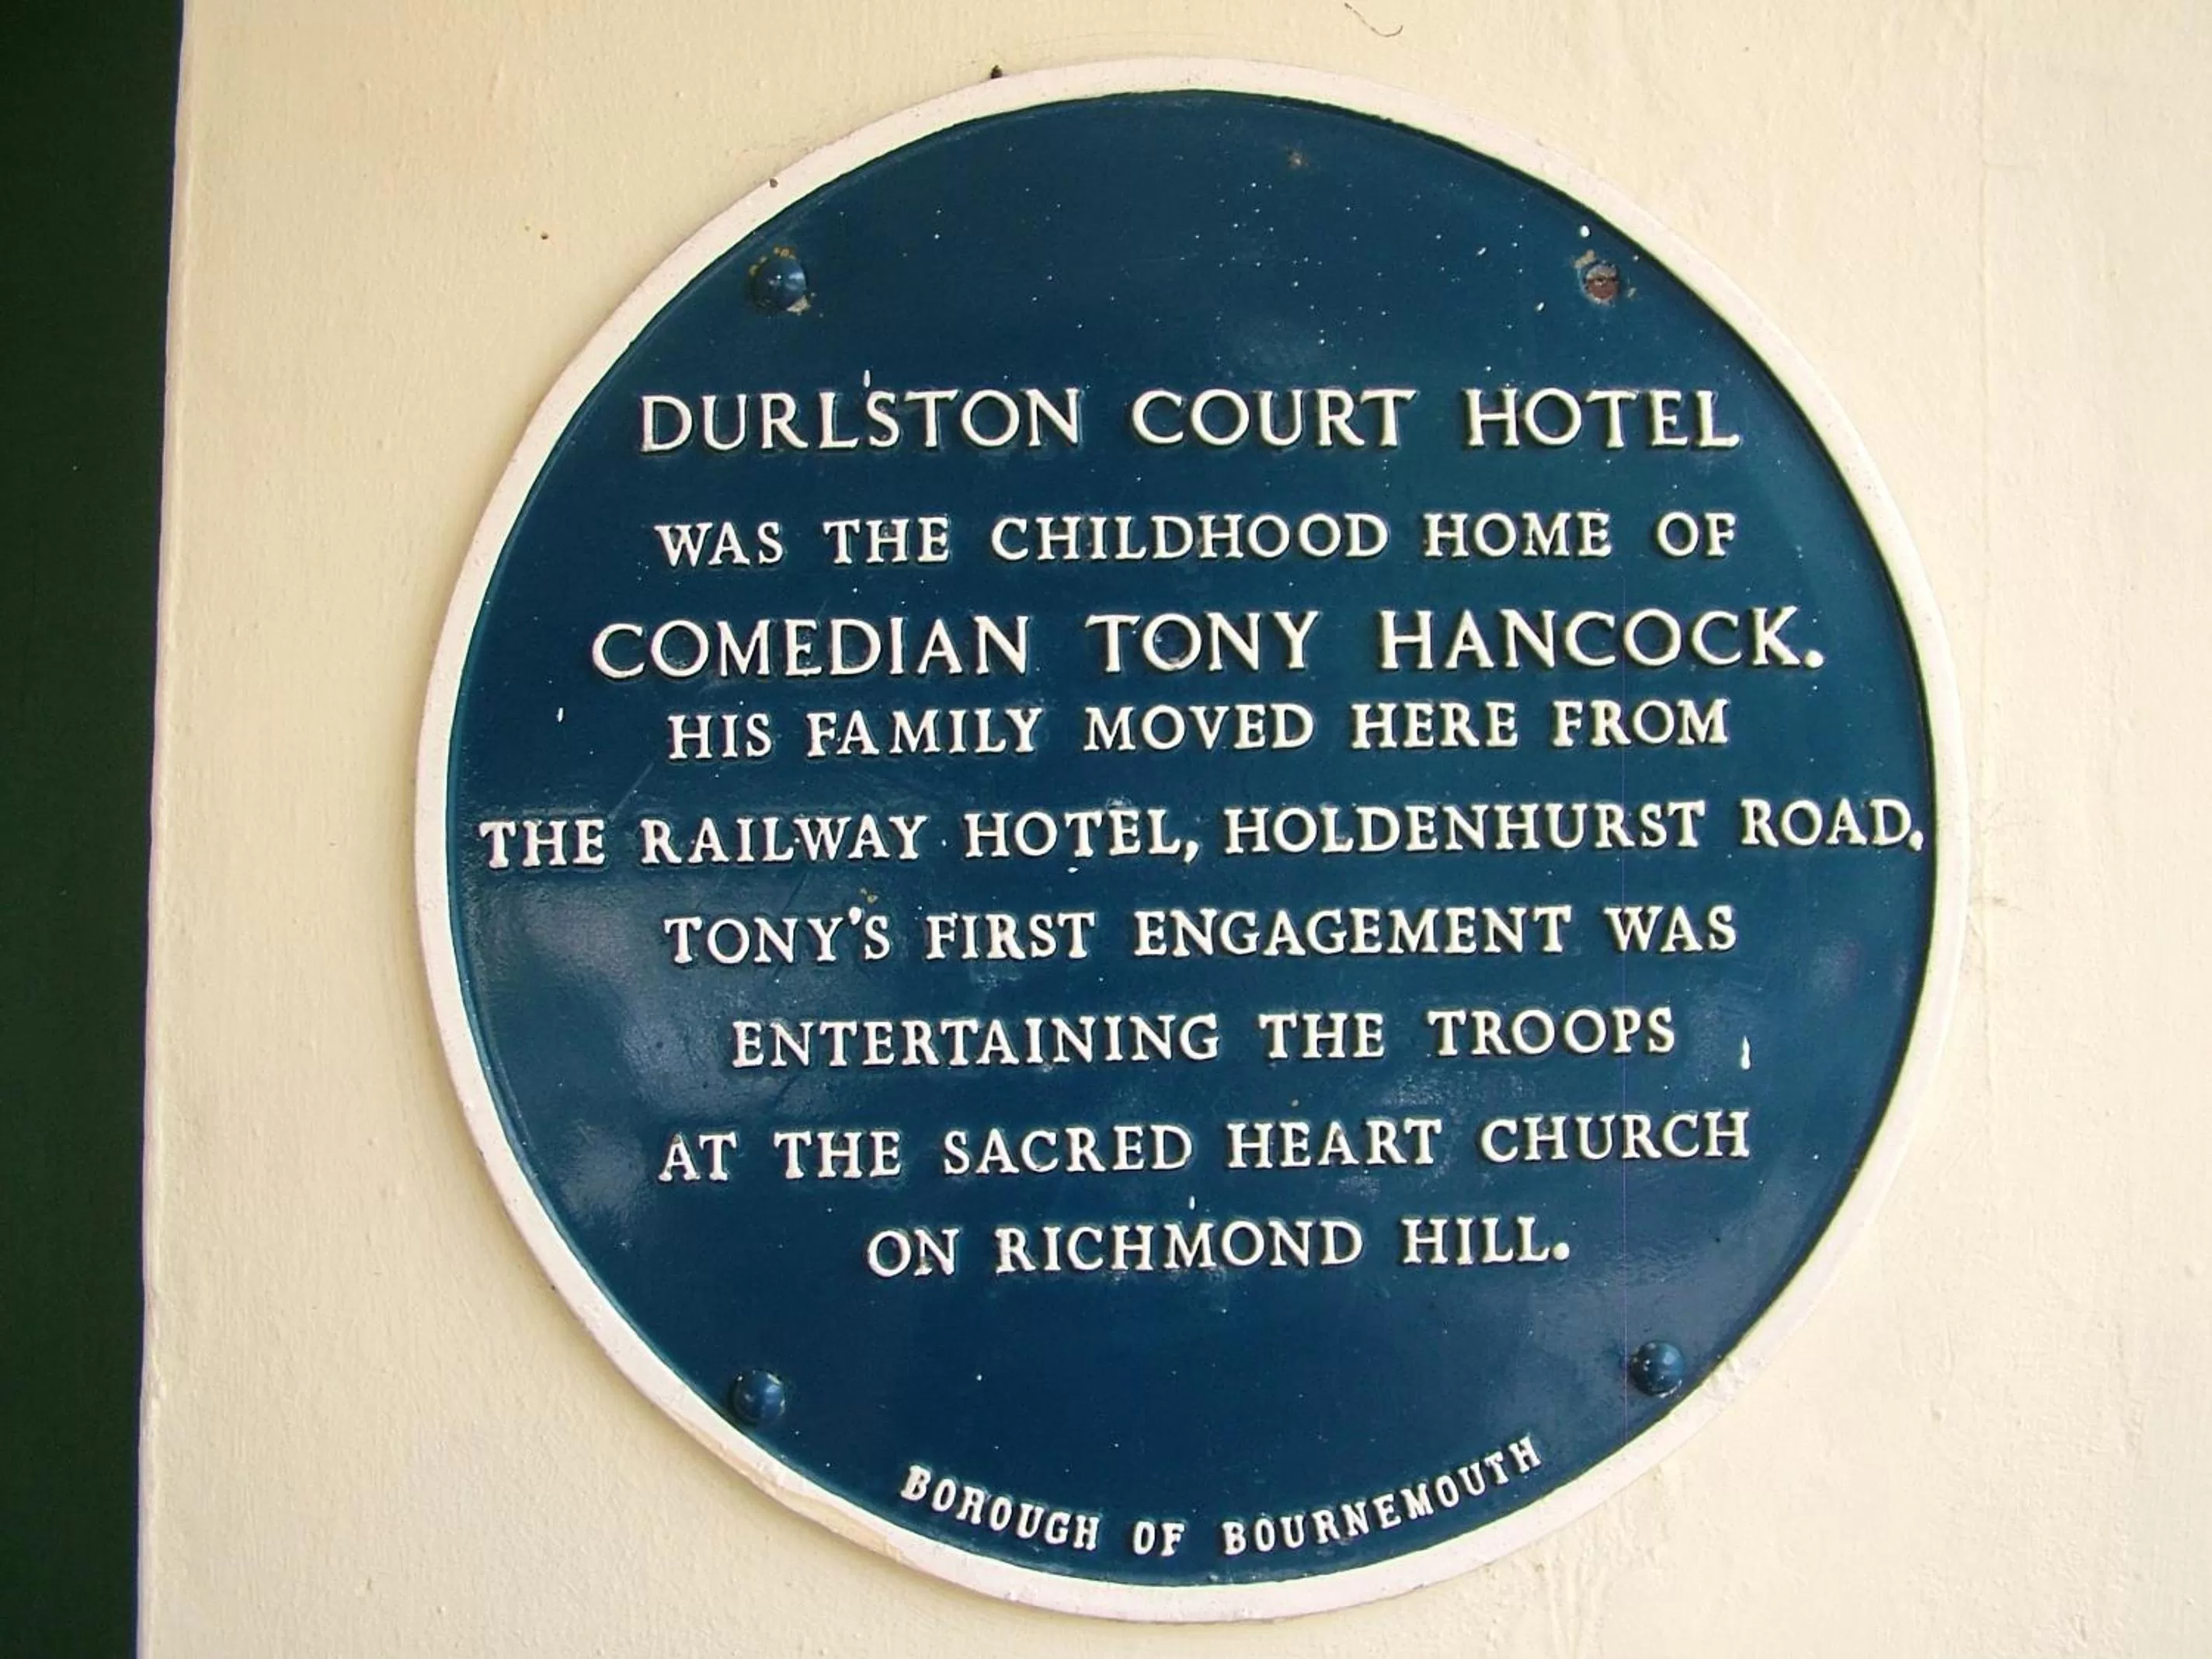 DURLSTON COURT HOTEL
WAS THE CHILDHOOD HOME OF
COMEDIAN TONY HANCOCK.
HIS FAMILY MOVED HERE FROM
THE RAILWAY HOTEL, HOLDENHURST ROAD.
TONY'S FIRST ENGAGEMENT WAS
ENTERTAINING THE TROOPS
AT THE SACRED HEART CHURCH
ON RICHMOND HILL.
BOROUGH OF BOURNEMOUTH